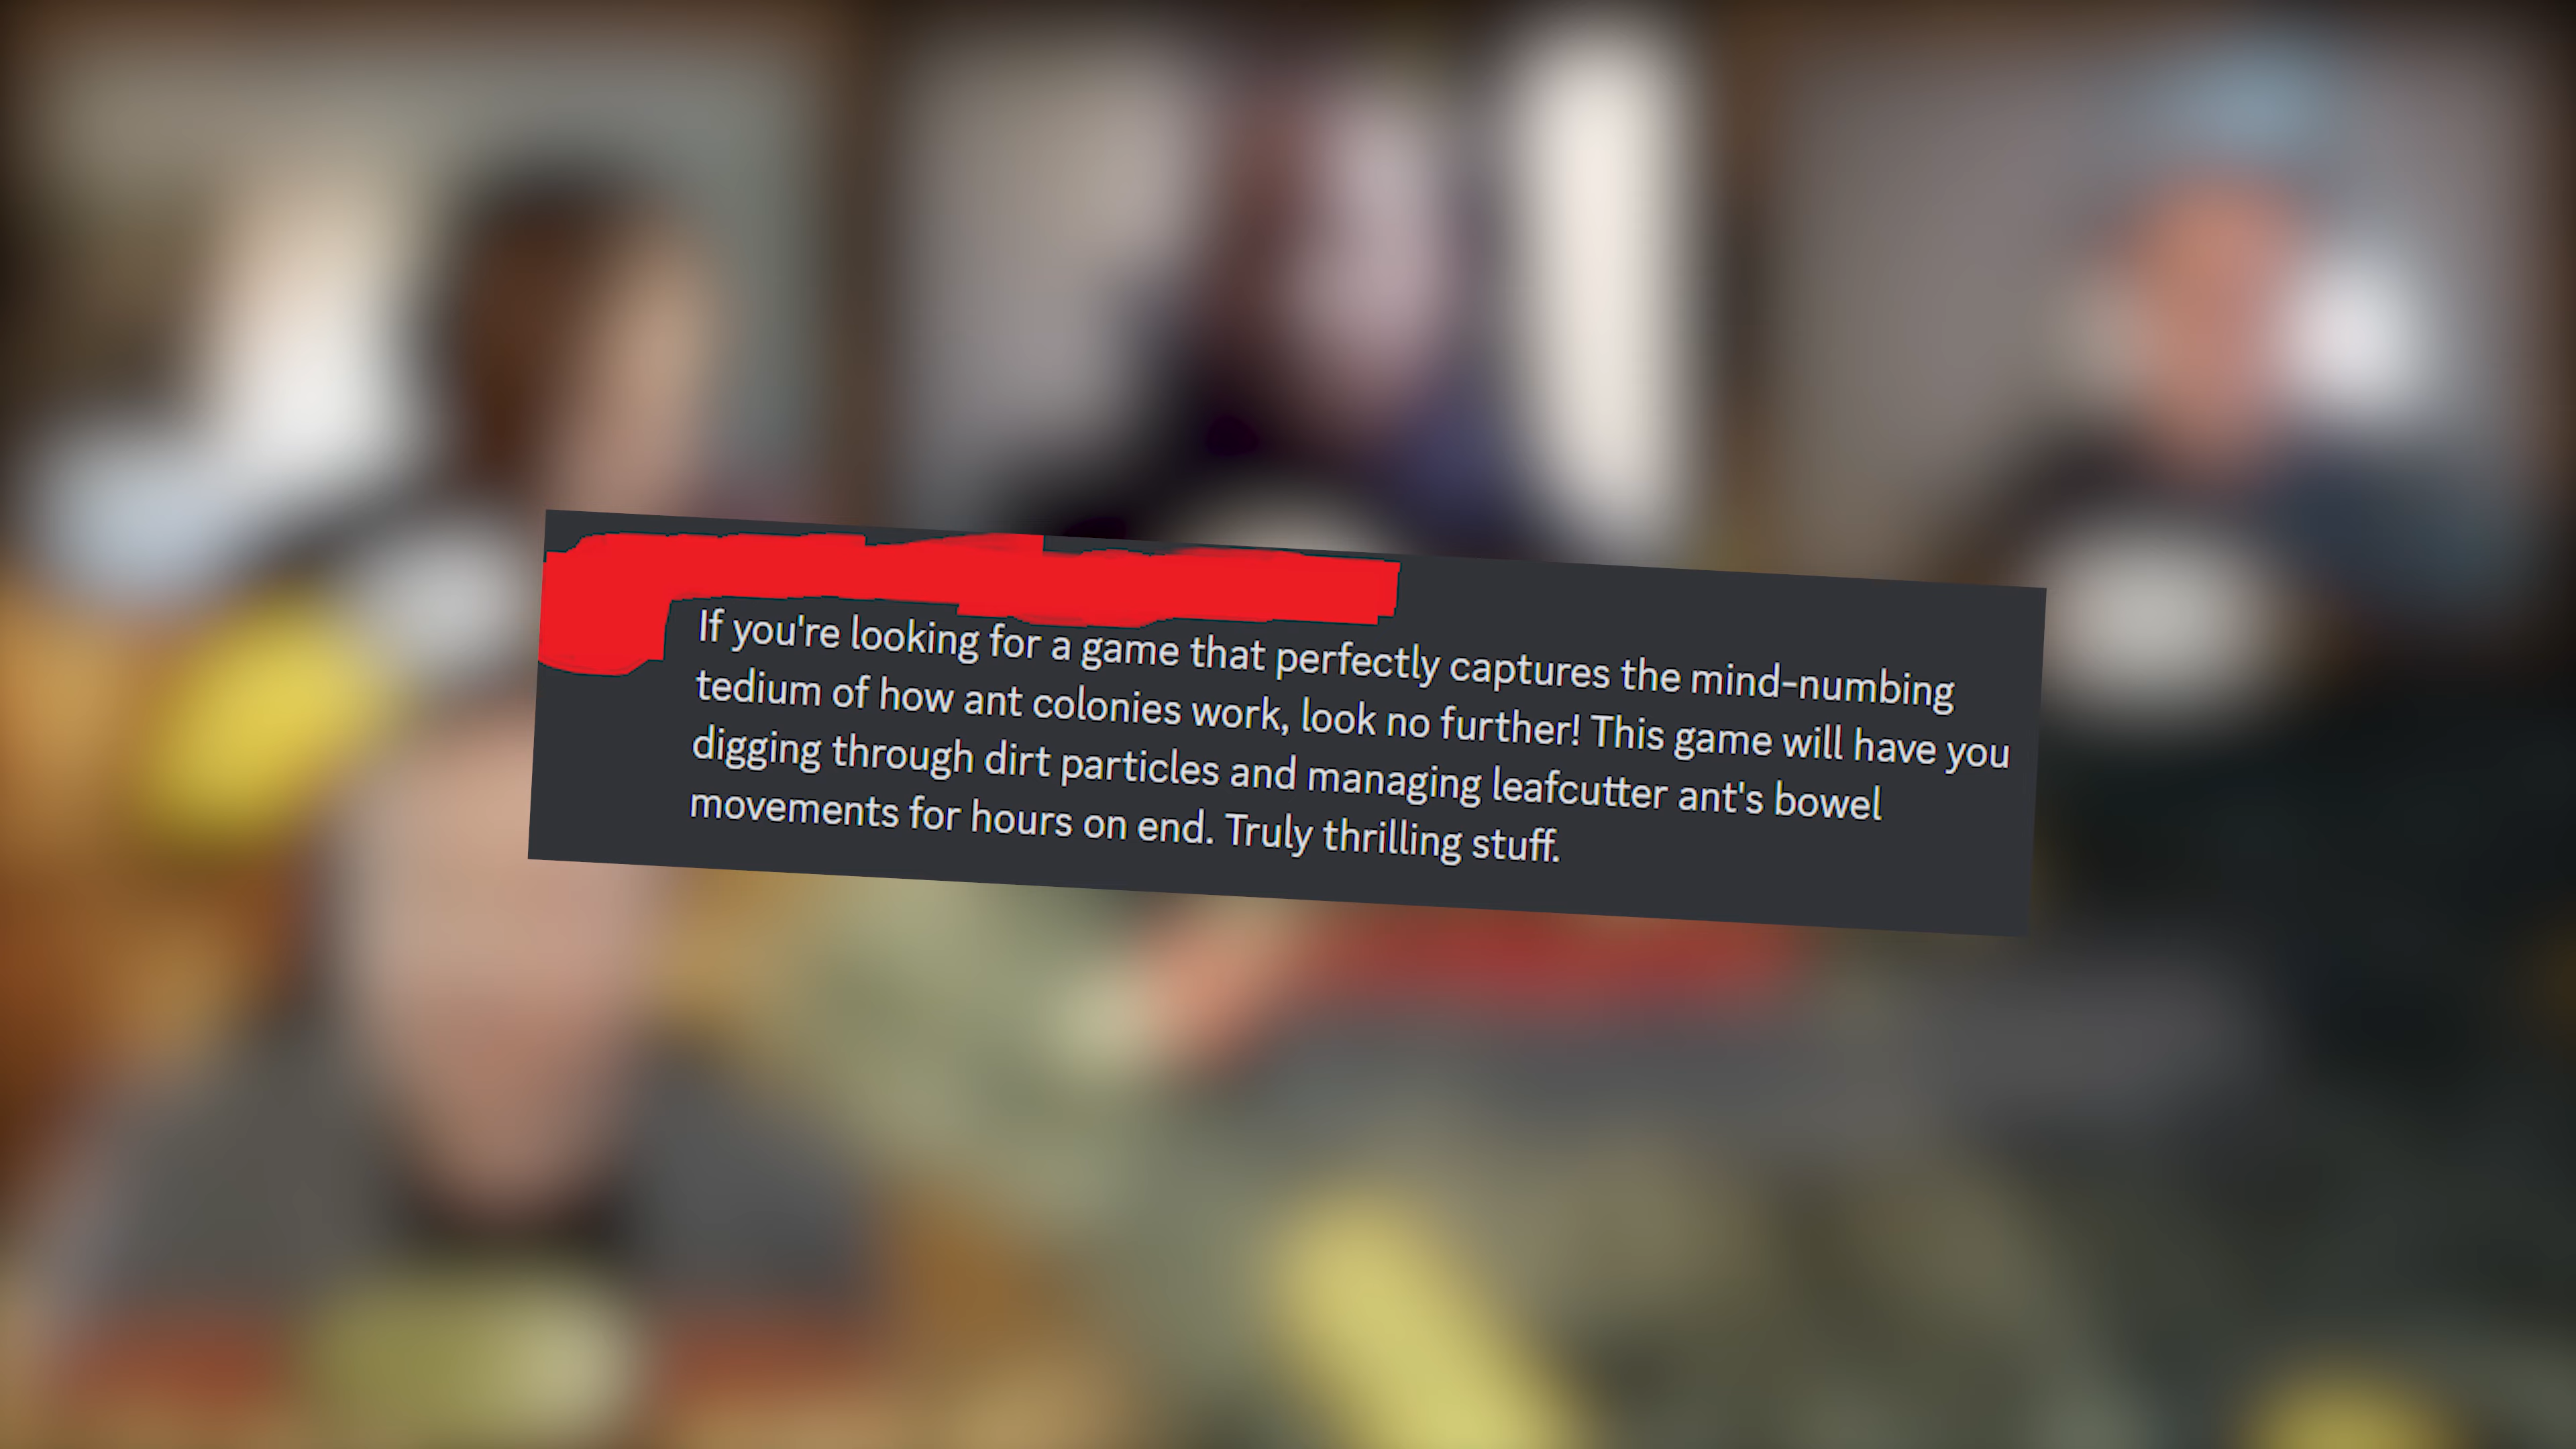 If you're looking for a game that perfectly captures the mind-numbing
tedium of how ant colonies work, look no further! This game will have you
digging through dirt particles and managing leafcutter ant's bowel
movements for hours on end. Truly thrilling stuff.